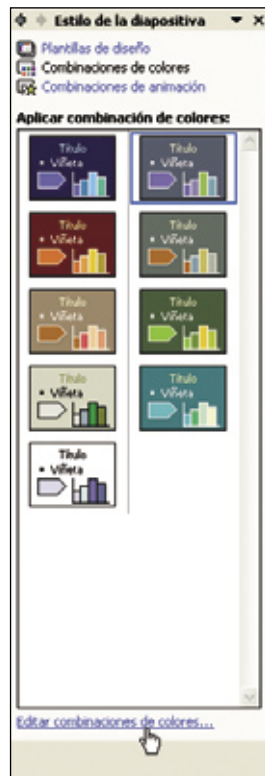 Estilo de la diapositiva
Plantillas de diseño
Combinaciones de colores
Combinaciones de animación
Aplicar combinación de colores:
Título
• Viñeta
Título
• Viñeta
Título
• Viñeta
Título
• Viñeta
Título
• Viñeta
Título
• Viñeta
Título
• Viñeta
Título
• Viñeta
Título
• Viñeta
Editar combinaciones de colores...